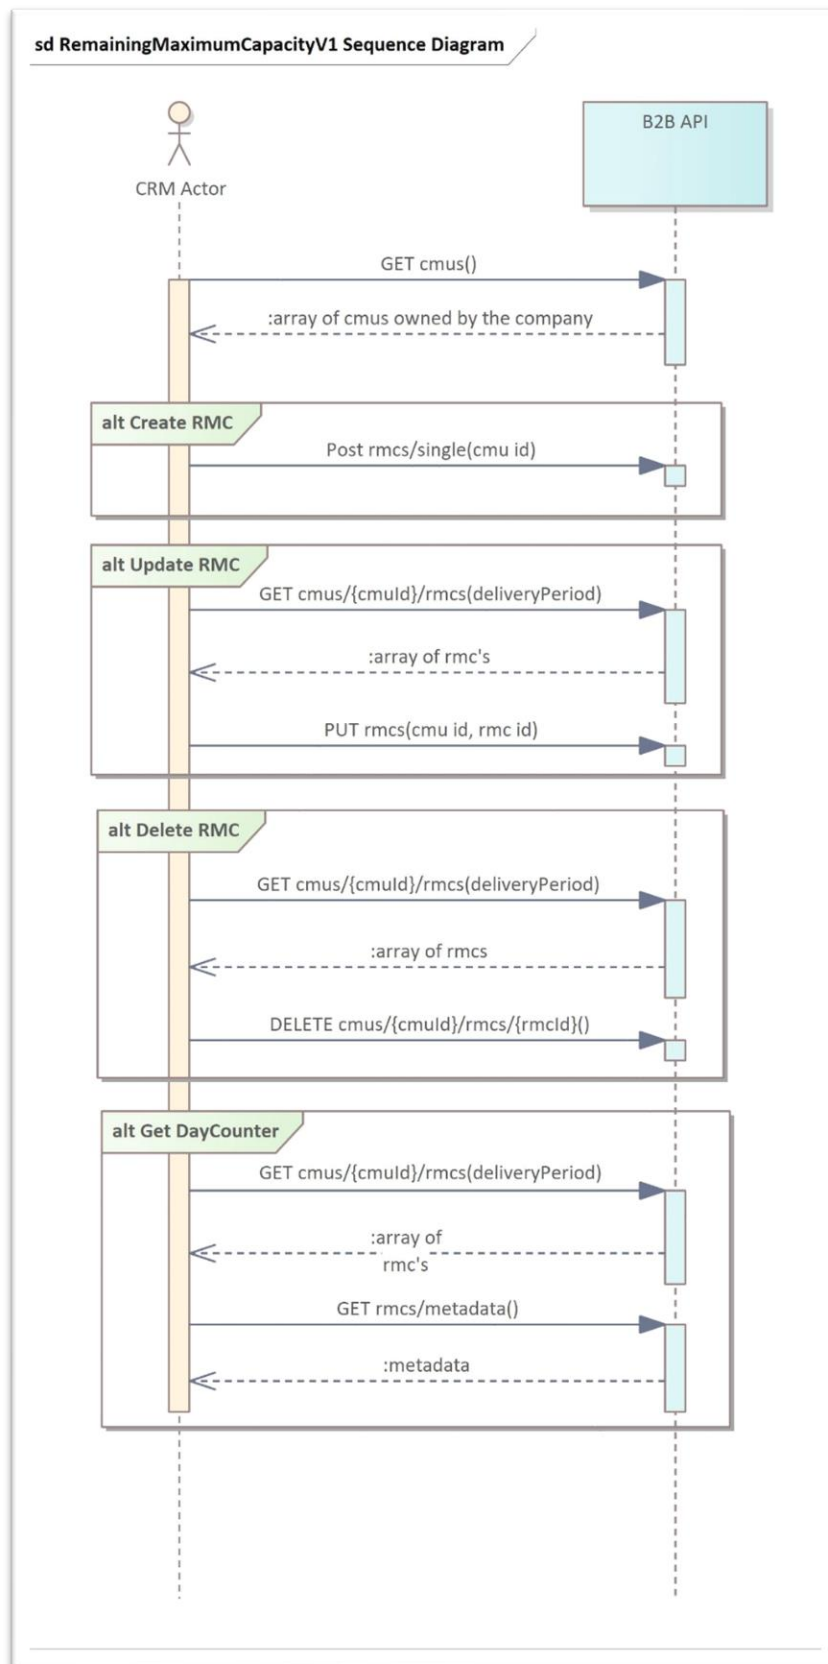 sd RemainingMaximumCapacityV1 Sequence Diagram
B2B API
CRM Actor
GET cmus()
:array of cmus owned by the company
alt Create RMC
Post rmcs/single(cmu id)
alt Update RMC
GET cmus/{cmuId}/rmcs(deliveryPeriod)
:array of rmc's
PUT rmcs(cmu id, rmc id)
alt Delete RMC
GET cmus/{cmuId}/rmcs(deliveryPeriod)
:array of rmcs
DELETE cmus/{cmuId}/rmcs/{rmcId}()
alt Get DayCounter
GET cmus/{cmuId}/rmcs(deliveryPeriod)
:array of
rmc's
GET rmcs/metadata()
:metadata